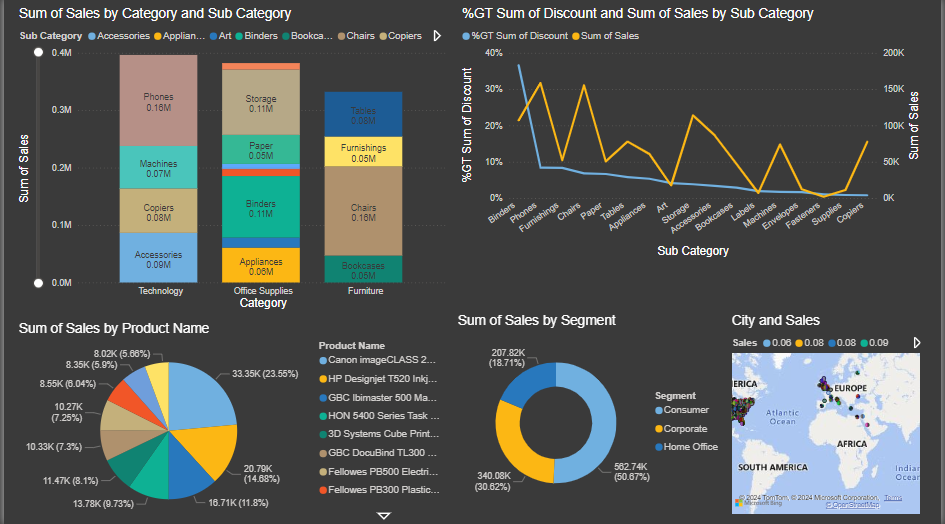 Sum of Sales by Category and Sub Category
Sub Category Accessories Applian... Art Binders Bookca... Chairs Copiers
0.4M
0.3M
0.2M
0.1M
0.0M
Sum of Sales
Phones
0.16M
Machines
0.07M
Copiers
0.08M
Accessories
0.09M
Storage
0.11M
Paper
0.05M
Binders
0.11M
Appliances
0.06M
Tables
Furnishings
0.05M
Chairs
0.16M
Bookcases
0.05M
Technology
Office Supplies
Furniture
Category
%GT Sum of Discount and Sum of Sales by Sub Category
%GT Sum of Discount Sum of Sales
40%
30%
20%
10%
0%
%GT Sum of Discount
200K
150K
100K
50K
0K
Sum of Sales
Binders
Phones
Furnishings
Chairs
Paper
Tables
Appliances
Art
Storage
Accessories
Bookcases
Labels
Machines
Envelopes
Fasteners
Supplies
Copiers
Sub Category
Sum of Sales by Product Name
33.35K (23.55%)
20.79K
(14.68%)
16.71K (11.8%)
13.78K (9.73%)
11.47K (8.1%)
10.33K (7.3%)
10.27K
(7.25%)
8.55K (6.04%)
8.35K (5.9%)
8.02K (5.66%)
Product Name
Canon imageCLASS 2...
HP Designjet T520 Inkj...
GBC Ibimaster 500 Ma...
HON 5400 Series Task ...
3D Systems Cube Print...
GBC DocuBind TL300 ...
Fellowes PB500 Electri...
Fellowes PB300 Plastic...
Sum of Sales by Segment
207.82K
(18.71%)
340.08K
(30.62%)
562.74K
(50.67%)
Segment
Consumer
Corporate
Home Office
City and Sales
Sales 0.06 0.08 0.08 0.09
ERICA
EUROPE
Atlantic
Ocean
AFRICA
SOUTH AMERICA
Indian
Ocean
© 2024 TomTom, © 2024 Microsoft Corporation, Terms
Microsoft Bing
© OpenStreetMap